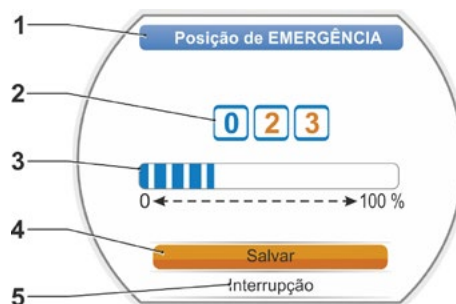 1
Posição de EMERGÊNCIA
2
0 2 3
3
0 100 %
4
Salvar
5
Interrupção